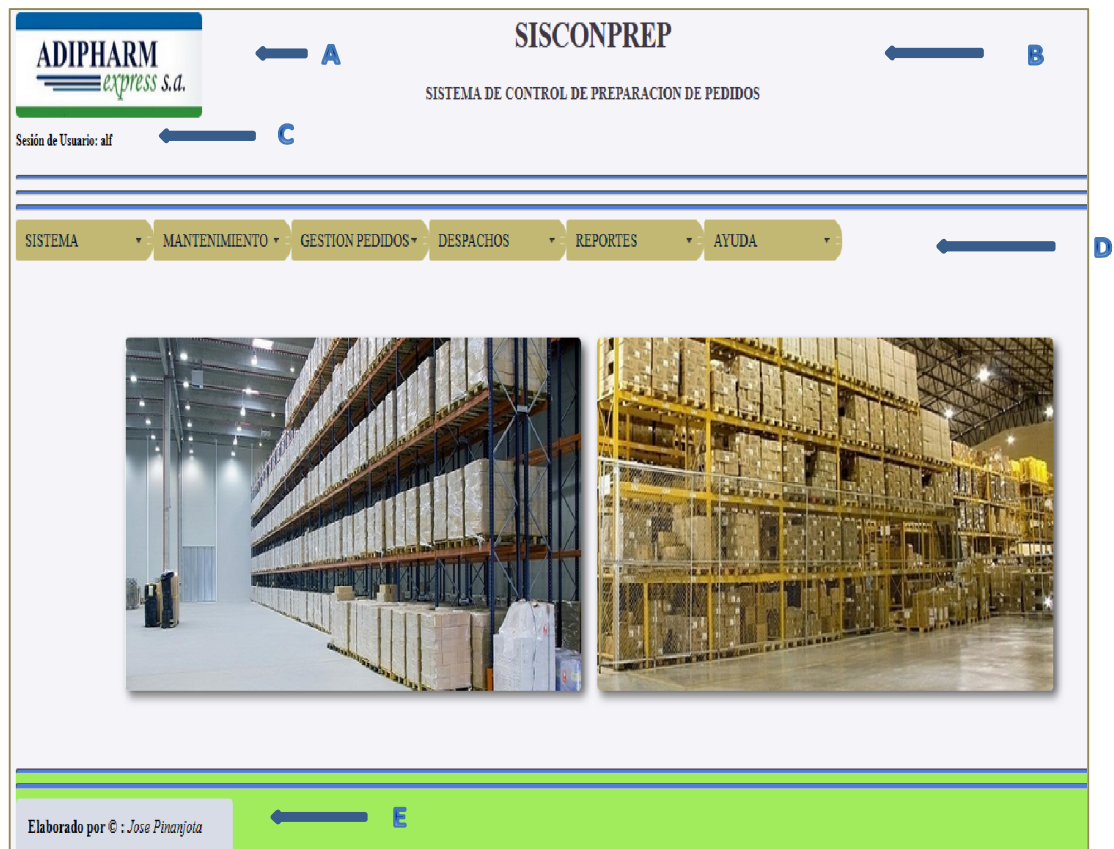 ADIPHARM
express s.a.
A
SISCONPREP
B
SISTEMA DE CONTROL DE PREPARACION DE PEDIDOS
C
Sesión de Usuario: alf
SISTEMA MANTENIMIENTO GESTION PEDIDOS DESPACHOS REPORTES AYUDA
D
E
Elaborado por © : Jose Pinanjota